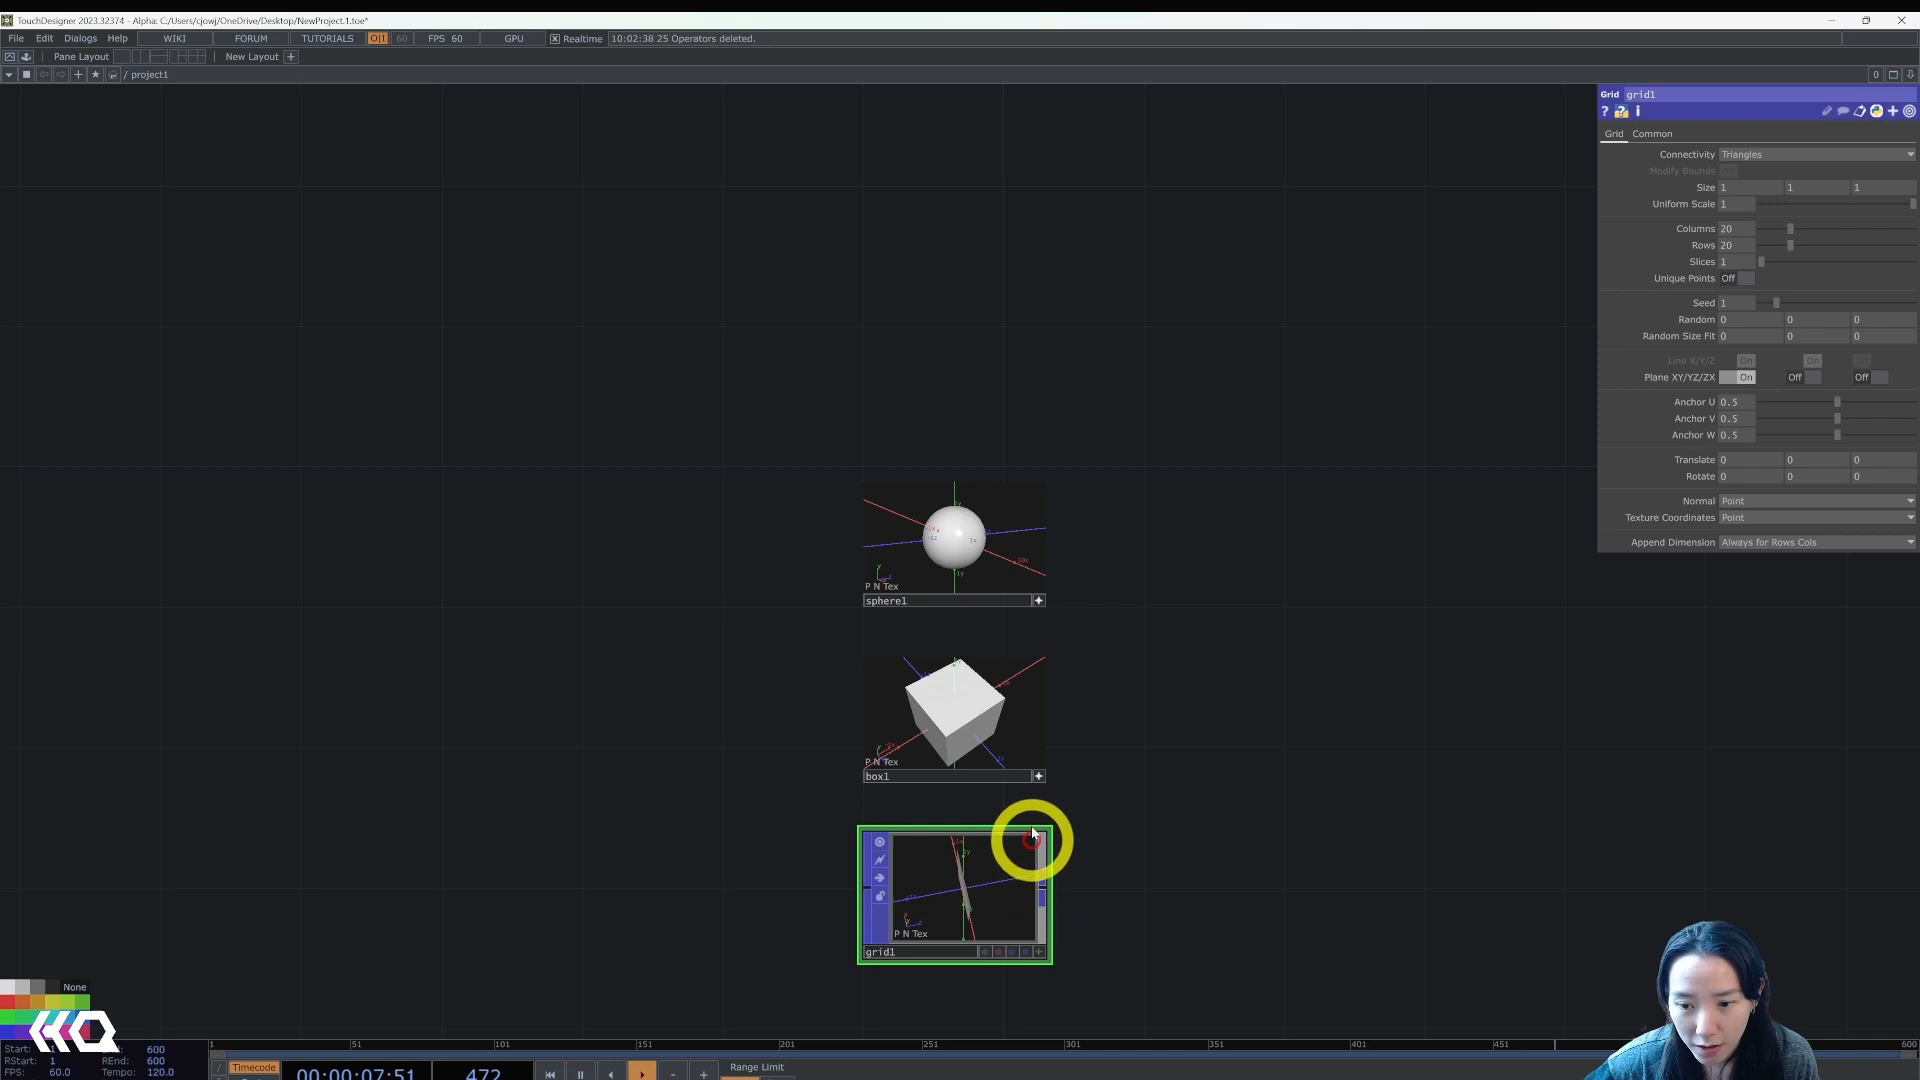 TouchDesigner 2023.32374 - Alpha: C:/Users/cjowj/OneDrive/Desktop/NewProject.1.toe*
File Edit Dialogs Help WIKI FORUM TUTORIALS O|I 60 FPS 60 GPU Realtime 10:02:38 25 Operators deleted.
Pane Layout New Layout +
/ project1 0
Grid grid1
? ? i
Grid Common
Connectivity Triangles
Modify Bounds
Size 1 1 1
Uniform Scale 1
Columns 20
Rows 20
Slices 1
Unique Points Off
Seed 1
Random 0 0 0
Random Size Fit 0 0 0
Line X/Y/Z On On
Plane XY/YZ/ZX On Off Off
Anchor U 0.5
Anchor V 0.5
Anchor W 0.5
Translate 0 0 0
Rotate 0 0 0
Normal Point
Texture Coordinates Point
Append Dimension Always for Rows Cols
P N Tex
sphere1
P N Tex
box1
P N Tex
grid1
None
HQ
1 51 101 151 201 251 301 351 401 451 600
Start: 600
RStart: 1 REnd: 600
FPS: 60.0 Tempo: 120.0
Timecode 00:00:07:51 472 Range Limit